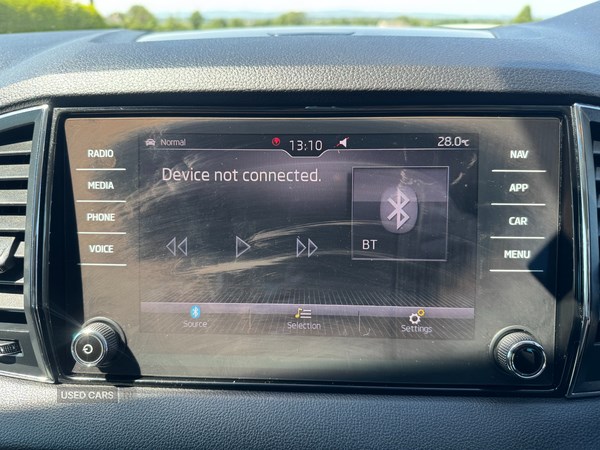 Normal
13:10
28.0℃
RADIO
MEDIA
PHONE
VOICE
Device not connected.
BT
NAV
APP
CAR
MENU
Source
Selection
Settings
USED CARS